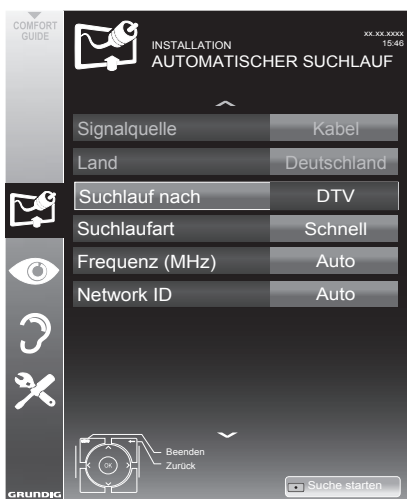 COMFORT
GUIDE
INSTALLATION
AUTOMATISCHER SUCHLAUF
xx.xx.xxxx
15:46
Signalquelle Kabel
Land Deutschland
Suchlauf nach DTV
Suchlaufart Schnell
Frequenz (MHz) Auto
Network ID Auto
OK
Beenden
Zurück
Suche starten
GRUNDIG